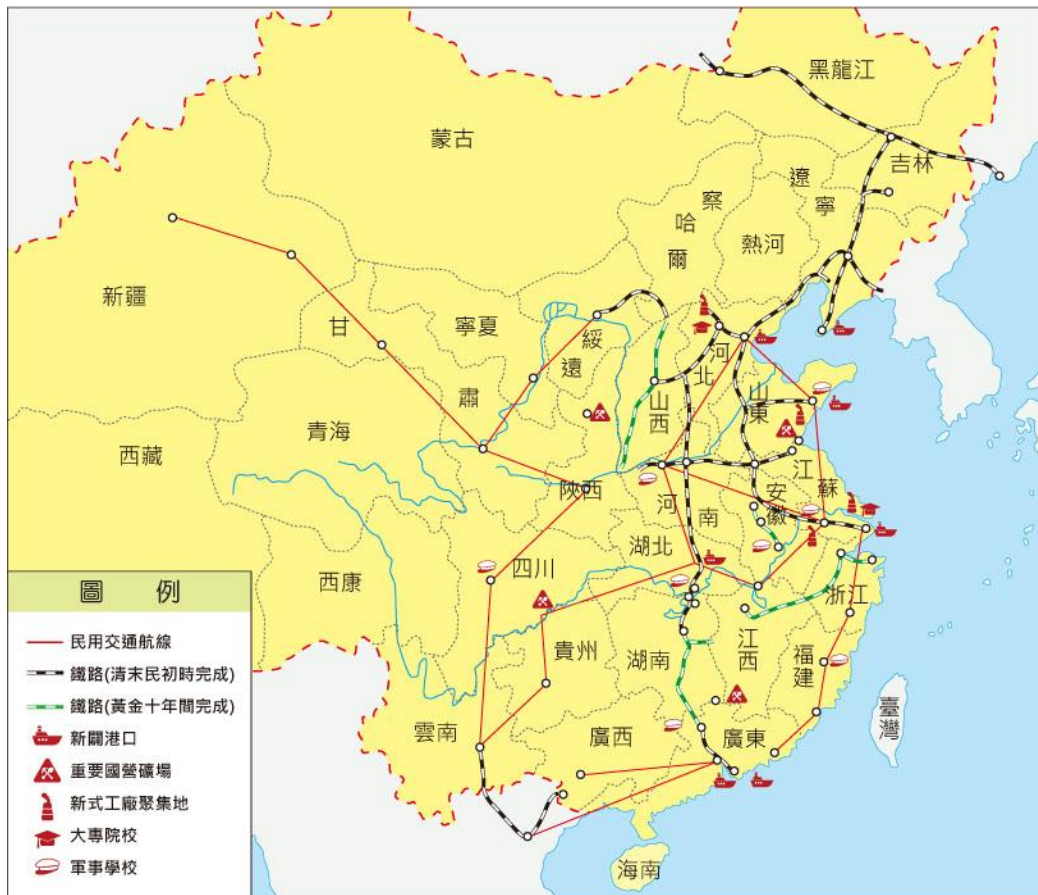 黑龍江
蒙古
吉林
遼寧
察哈爾
熱河
新疆
甘肅
寧夏
綏遠
河北
山西
山東
青海
西藏
陝西
河南
江蘇
安徽
湖北
四川
西康
浙江
貴州
湖南
江西
福建
雲南
廣西
廣東
臺灣
海南
圖 例
民用交通航線
鐵路(清末民初時完成)
鐵路(黃金十年間完成)
新闢港口
重要國營礦場
新式工廠聚集地
大專院校
軍事學校